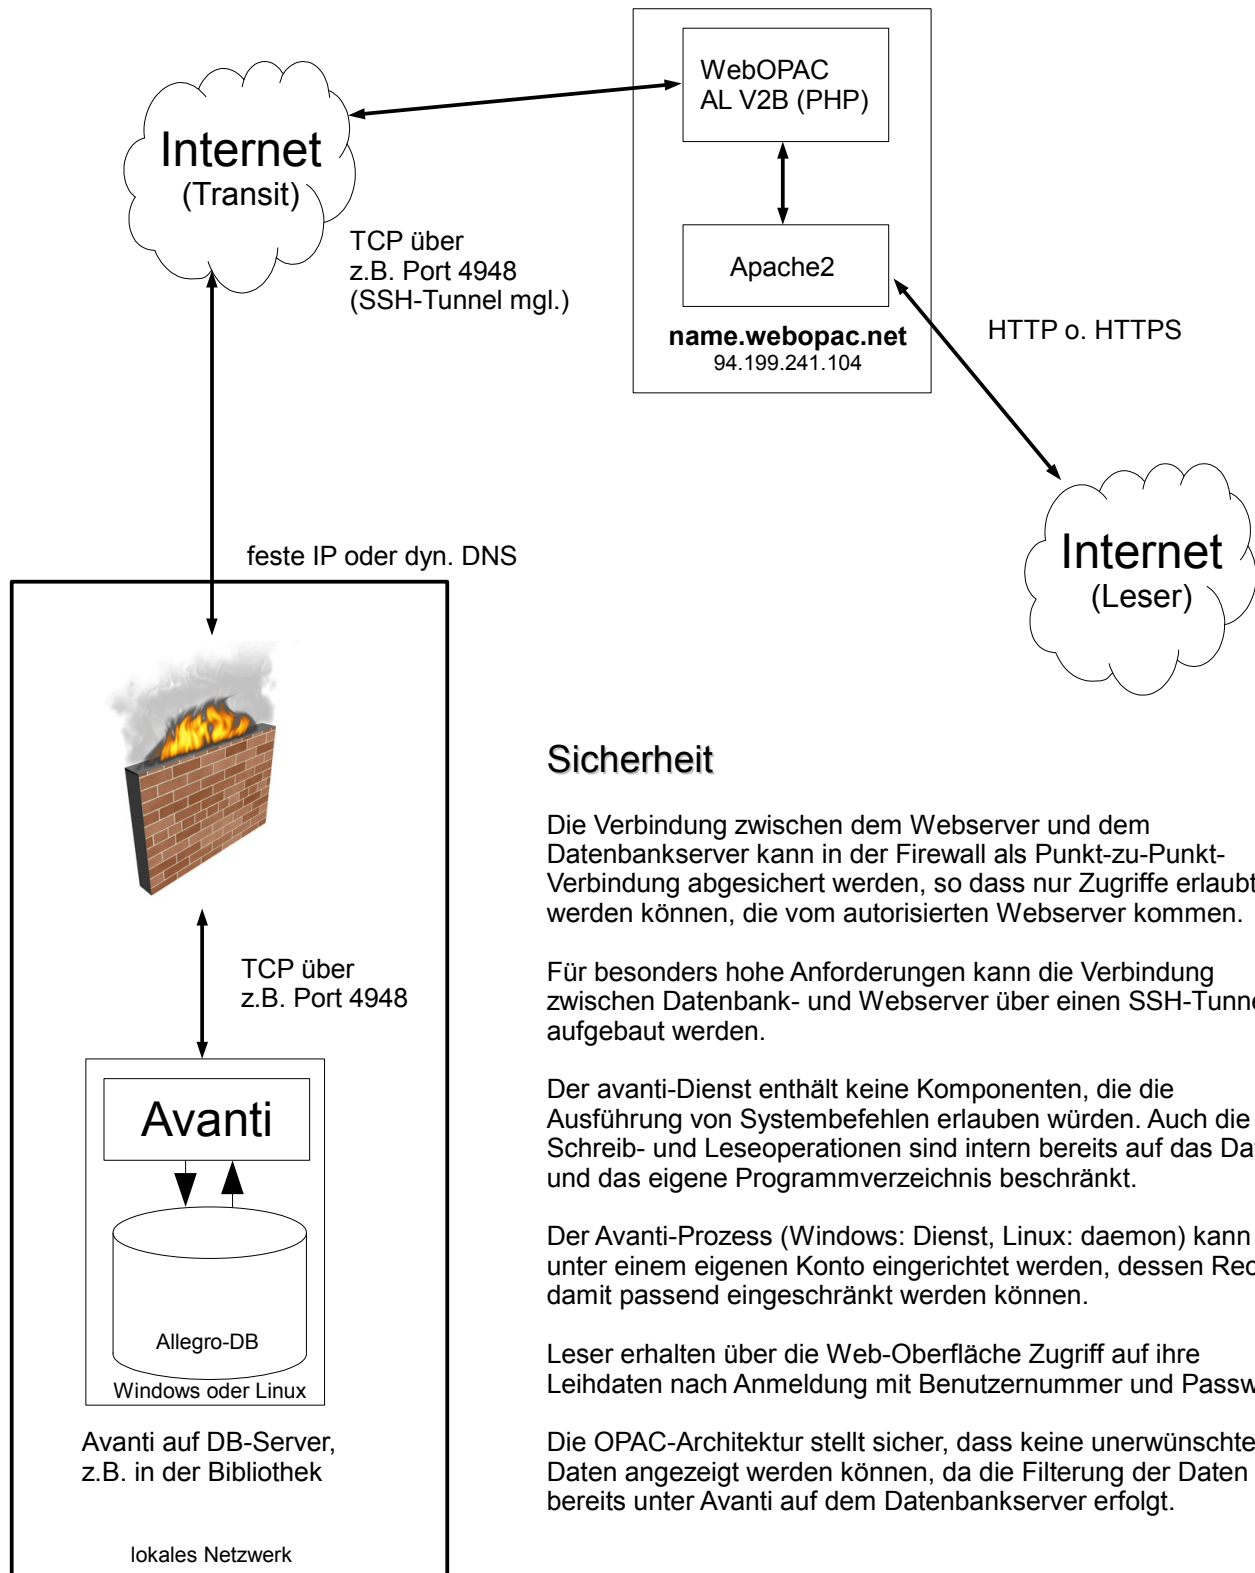 WebOPAC
AL V2B (PHP)
Internet
(Transit)
TCP über
z.B. Port 4948
(SSH-Tunnel mgl.)
Apache2
name.webopac.net
94.199.241.104
HTTP o. HTTPS
Internet
(Leser)
feste IP oder dyn. DNS
TCP über
z.B. Port 4948
Avanti
Allegro-DB
Windows oder Linux
Avanti auf DB-Server,
z.B. in der Bibliothek
lokales Netzwerk
Sicherheit
Die Verbindung zwischen dem Webserver und dem
Datenbankserver kann in der Firewall als Punkt-zu-Punkt-
Verbindung abgesichert werden, so dass nur Zugriffe erlaubt
werden können, die vom autorisierten Webserver kommen.
Für besonders hohe Anforderungen kann die Verbindung
zwischen Datenbank- und Webserver über einen SSH-Tunne
aufgebaut werden.
Der avanti-Dienst enthält keine Komponenten, die die
Ausführung von Systembefehlen erlauben würden. Auch die
Schreib- und Leseoperationen sind intern bereits auf das Da
und das eigene Programmverzeichnis beschränkt.
Der Avanti-Prozess (Windows: Dienst, Linux: daemon) kann
unter einem eigenen Konto eingerichtet werden, dessen Rec
damit passend eingeschränkt werden können.
Leser erhalten über die Web-Oberfläche Zugriff auf ihre
Leihdaten nach Anmeldung mit Benutzernummer und Passw
Die OPAC-Architektur stellt sicher, dass keine unerwünschte
Daten angezeigt werden können, da die Filterung der Daten
bereits unter Avanti auf dem Datenbankserver erfolgt.